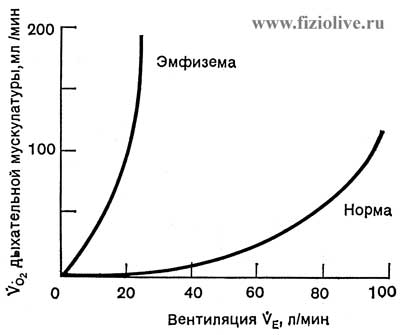 www.fiziolive.ru
200
Эмфизема
100
Норма
V̇O₂ дыхательной мускулатуры, мл/мин
0 20 40 60 80 100
Вентиляция V̇E, л/мин